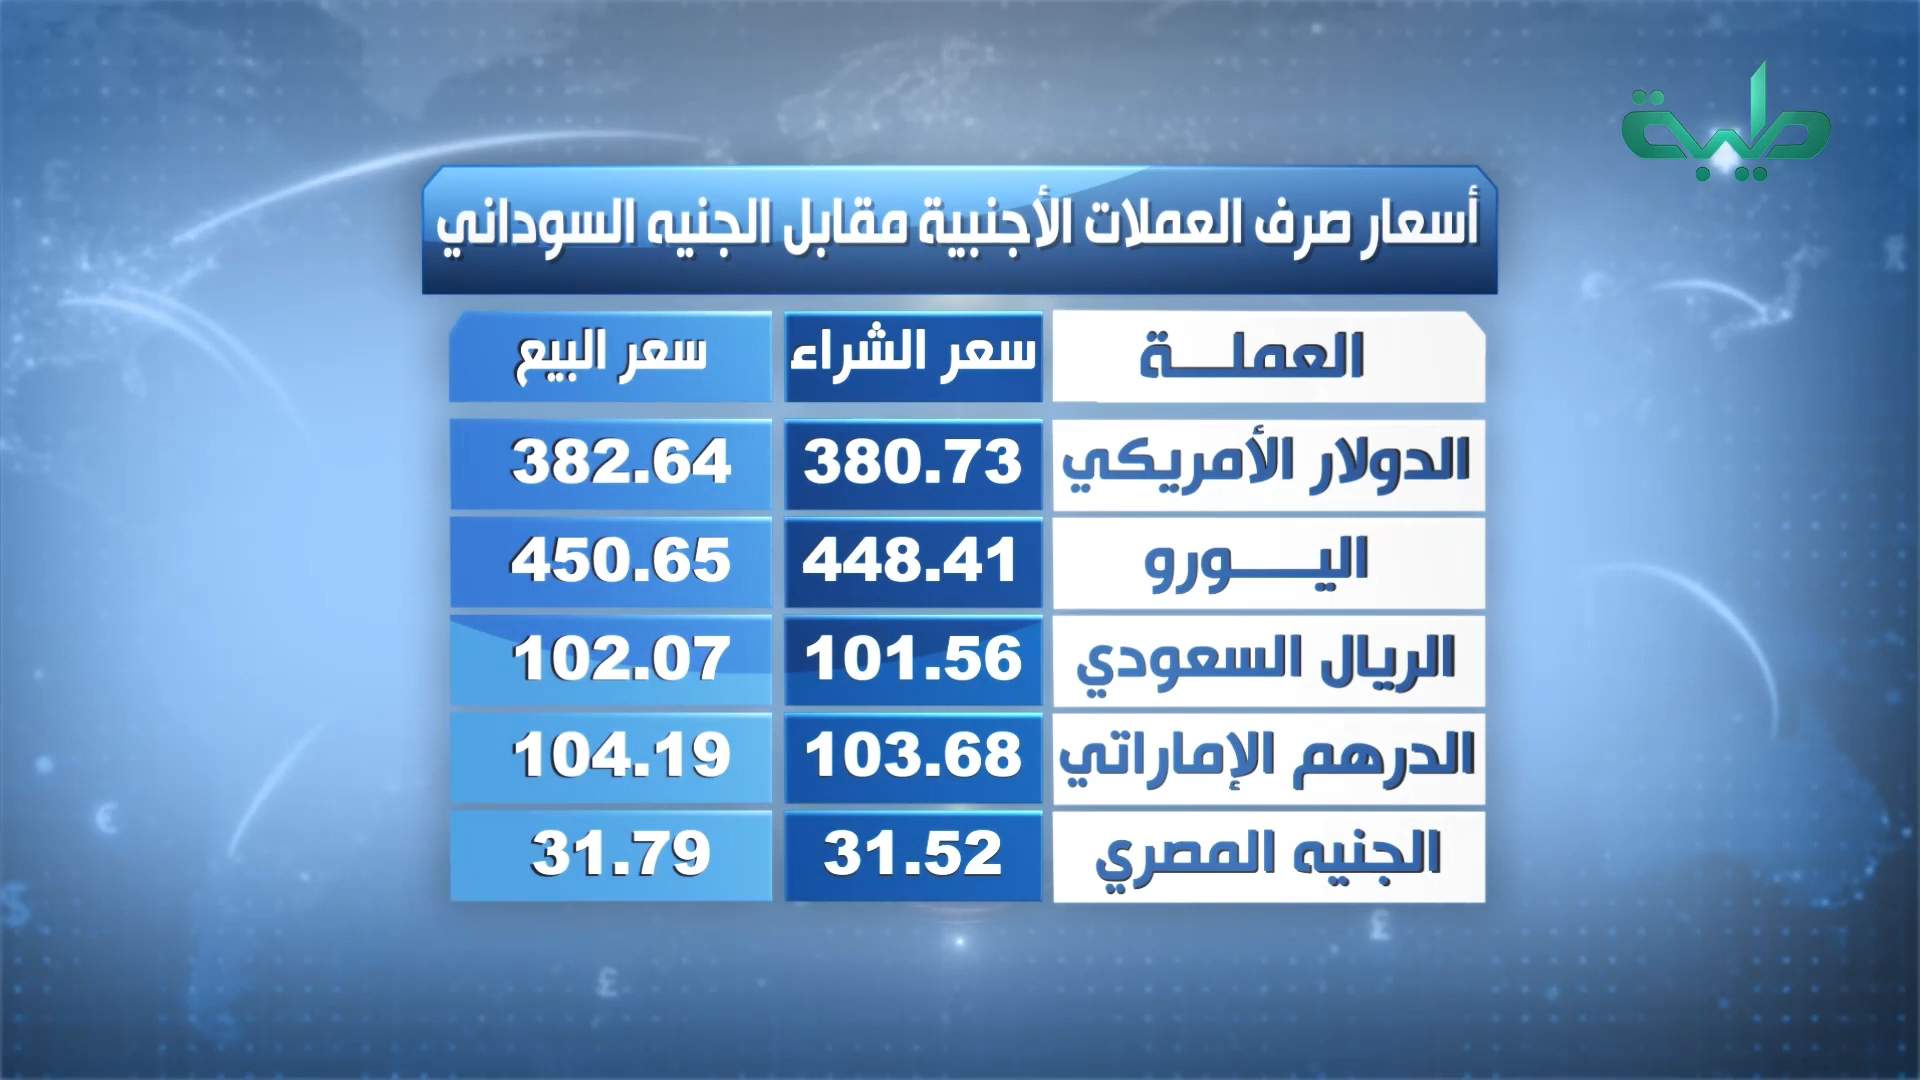 طيبة
أسعار صرف العملات الأجنبية مقابل الجنيه السوداني
العملـــة سعر الشراء سعر البيع
الدولار الأمريكي 380.73 382.64
اليـــــورو 448.41 450.65
الريال السعودي 101.56 102.07
الدرهم الإماراتي 103.68 104.19
الجنيه المصري 31.52 31.79